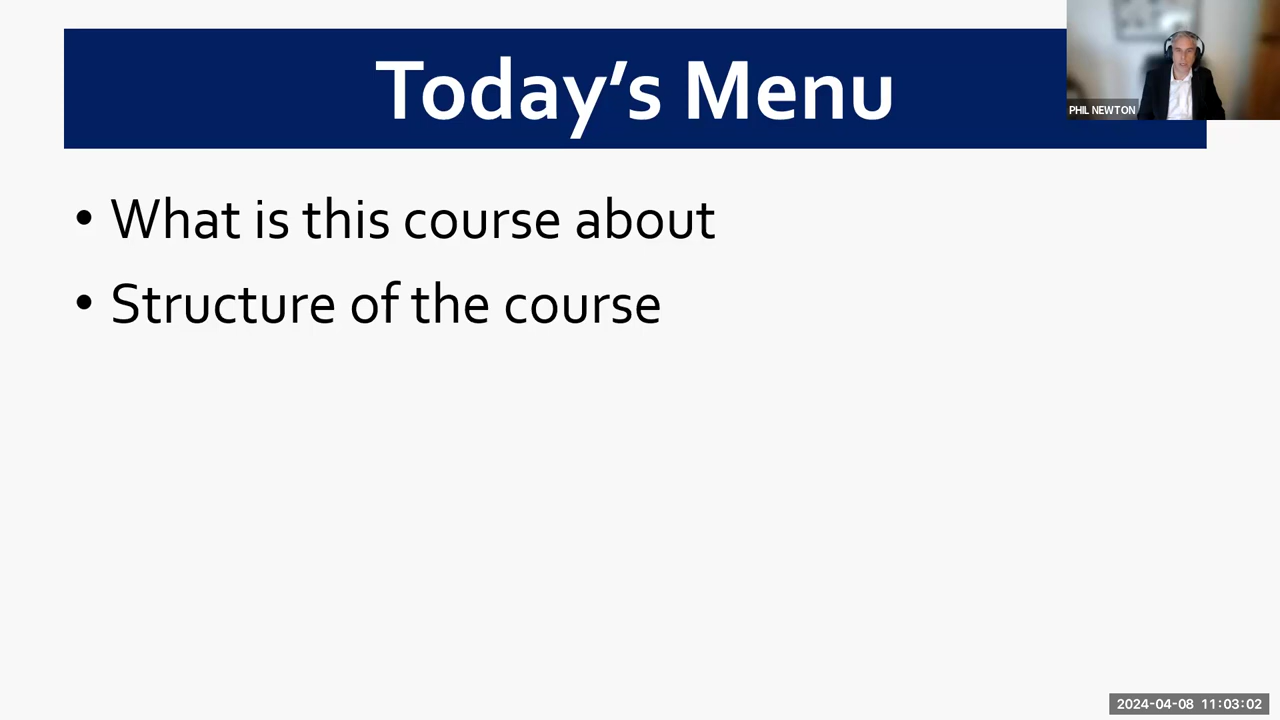 Today’s Menu
PHIL NEWTON
• What is this course about
• Structure of the course
2024-04-08 11:03:02